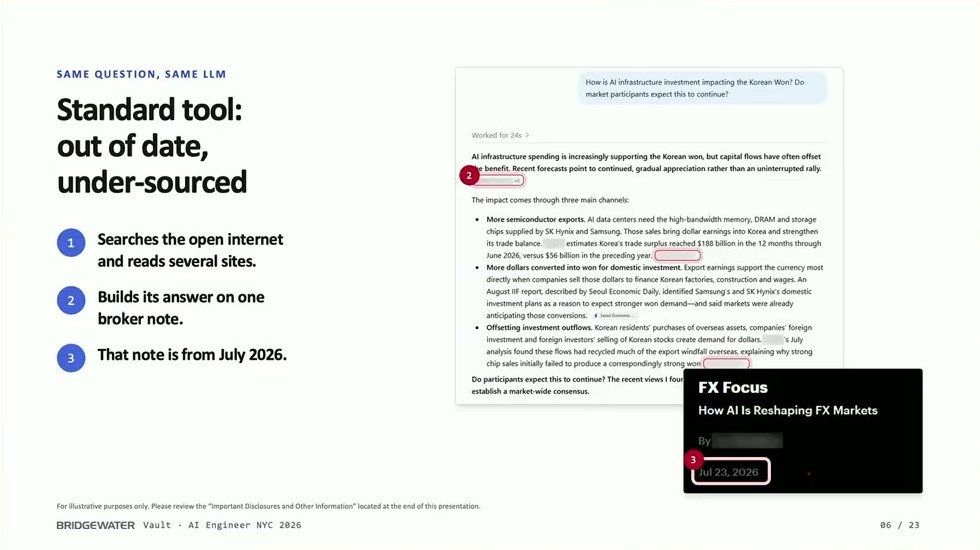 SAME QUESTION, SAME LLM
Standard tool:
out of date,
under-sourced
1
Searches the open internet
and reads several sites.
2
Builds its answer on one
broker note.
3
That note is from July 2026.
How is AI infrastructure investment impacting the Korean Won? Do
market participants expect this to continue?
Worked for 24s >
AI infrastructure spending is increasingly supporting the Korean won, but capital flows have often offset
the benefit. Recent forecasts point to continued, gradual appreciation rather than an uninterrupted rally.
2
The impact comes through three main channels:
• More semiconductor exports. AI data centers need the high-bandwidth memory, DRAM and storage
chips supplied by SK Hynix and Samsung. Those sales bring dollar earnings into Korea and strengthen
its trade balance. estimates Korea's trade surplus reached $188 billion in the 12 months through
June 2026, versus $56 billion in the preceding year.
• More dollars converted into won for domestic investment. Export earnings support the currency most
directly when companies sell those dollars to finance Korean factories, construction and wages. An
August IIF report, described by Seoul Economic Daily, identified Samsung's and SK Hynix's domestic
investment plans as a reason to expect stronger won demand—and said markets were already
anticipating those conversions. Seoul Economic...
• Offsetting investment outflows. Korean residents' purchases of overseas assets, companies' foreign
investment and foreign investors' selling of Korean stocks create demand for dollars. 's July
analysis found these flows had recycled much of the export windfall overseas, explaining why strong
chip sales initially failed to produce a correspondingly strong won
Do participants expect this to continue? The recent views I
establish a market-wide consensus.
FX Focus
How AI Is Reshaping FX Markets
By
3
Jul 23, 2026
For illustrative purposes only. Please review the "Important Disclosures and Other Information" located at the end of this presentation.
BRIDGEWATER Vault · AI Engineer NYC 2026
06 / 23